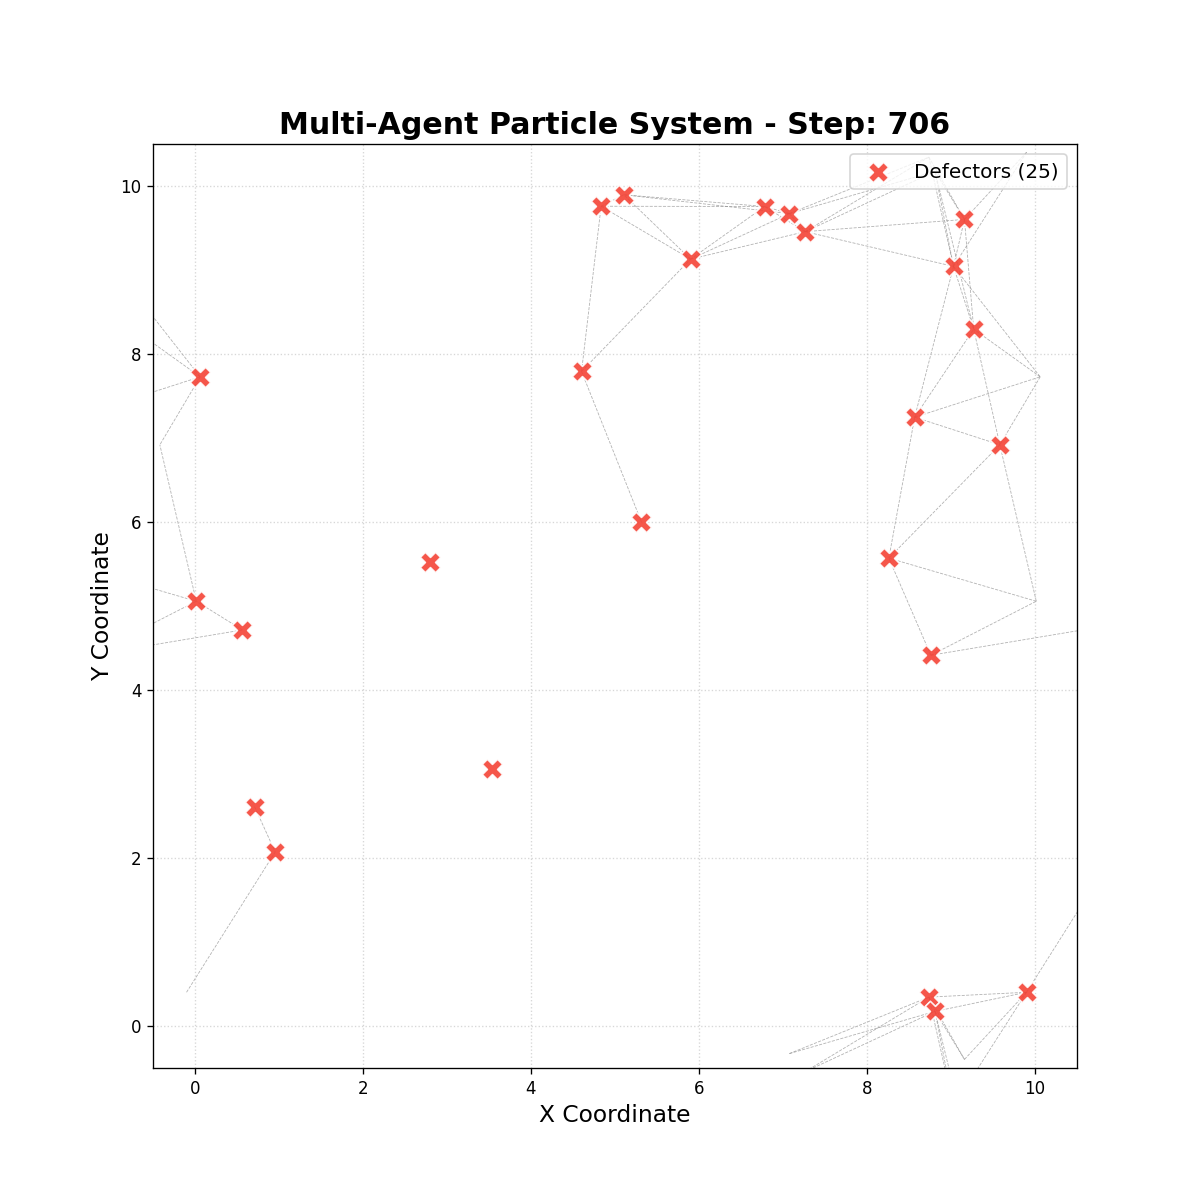 Multi-Agent Particle System - Step: 706
Defectors (25)
10
8
6
4
2
0
Y Coordinate
0 2 4 6 8 10
X Coordinate